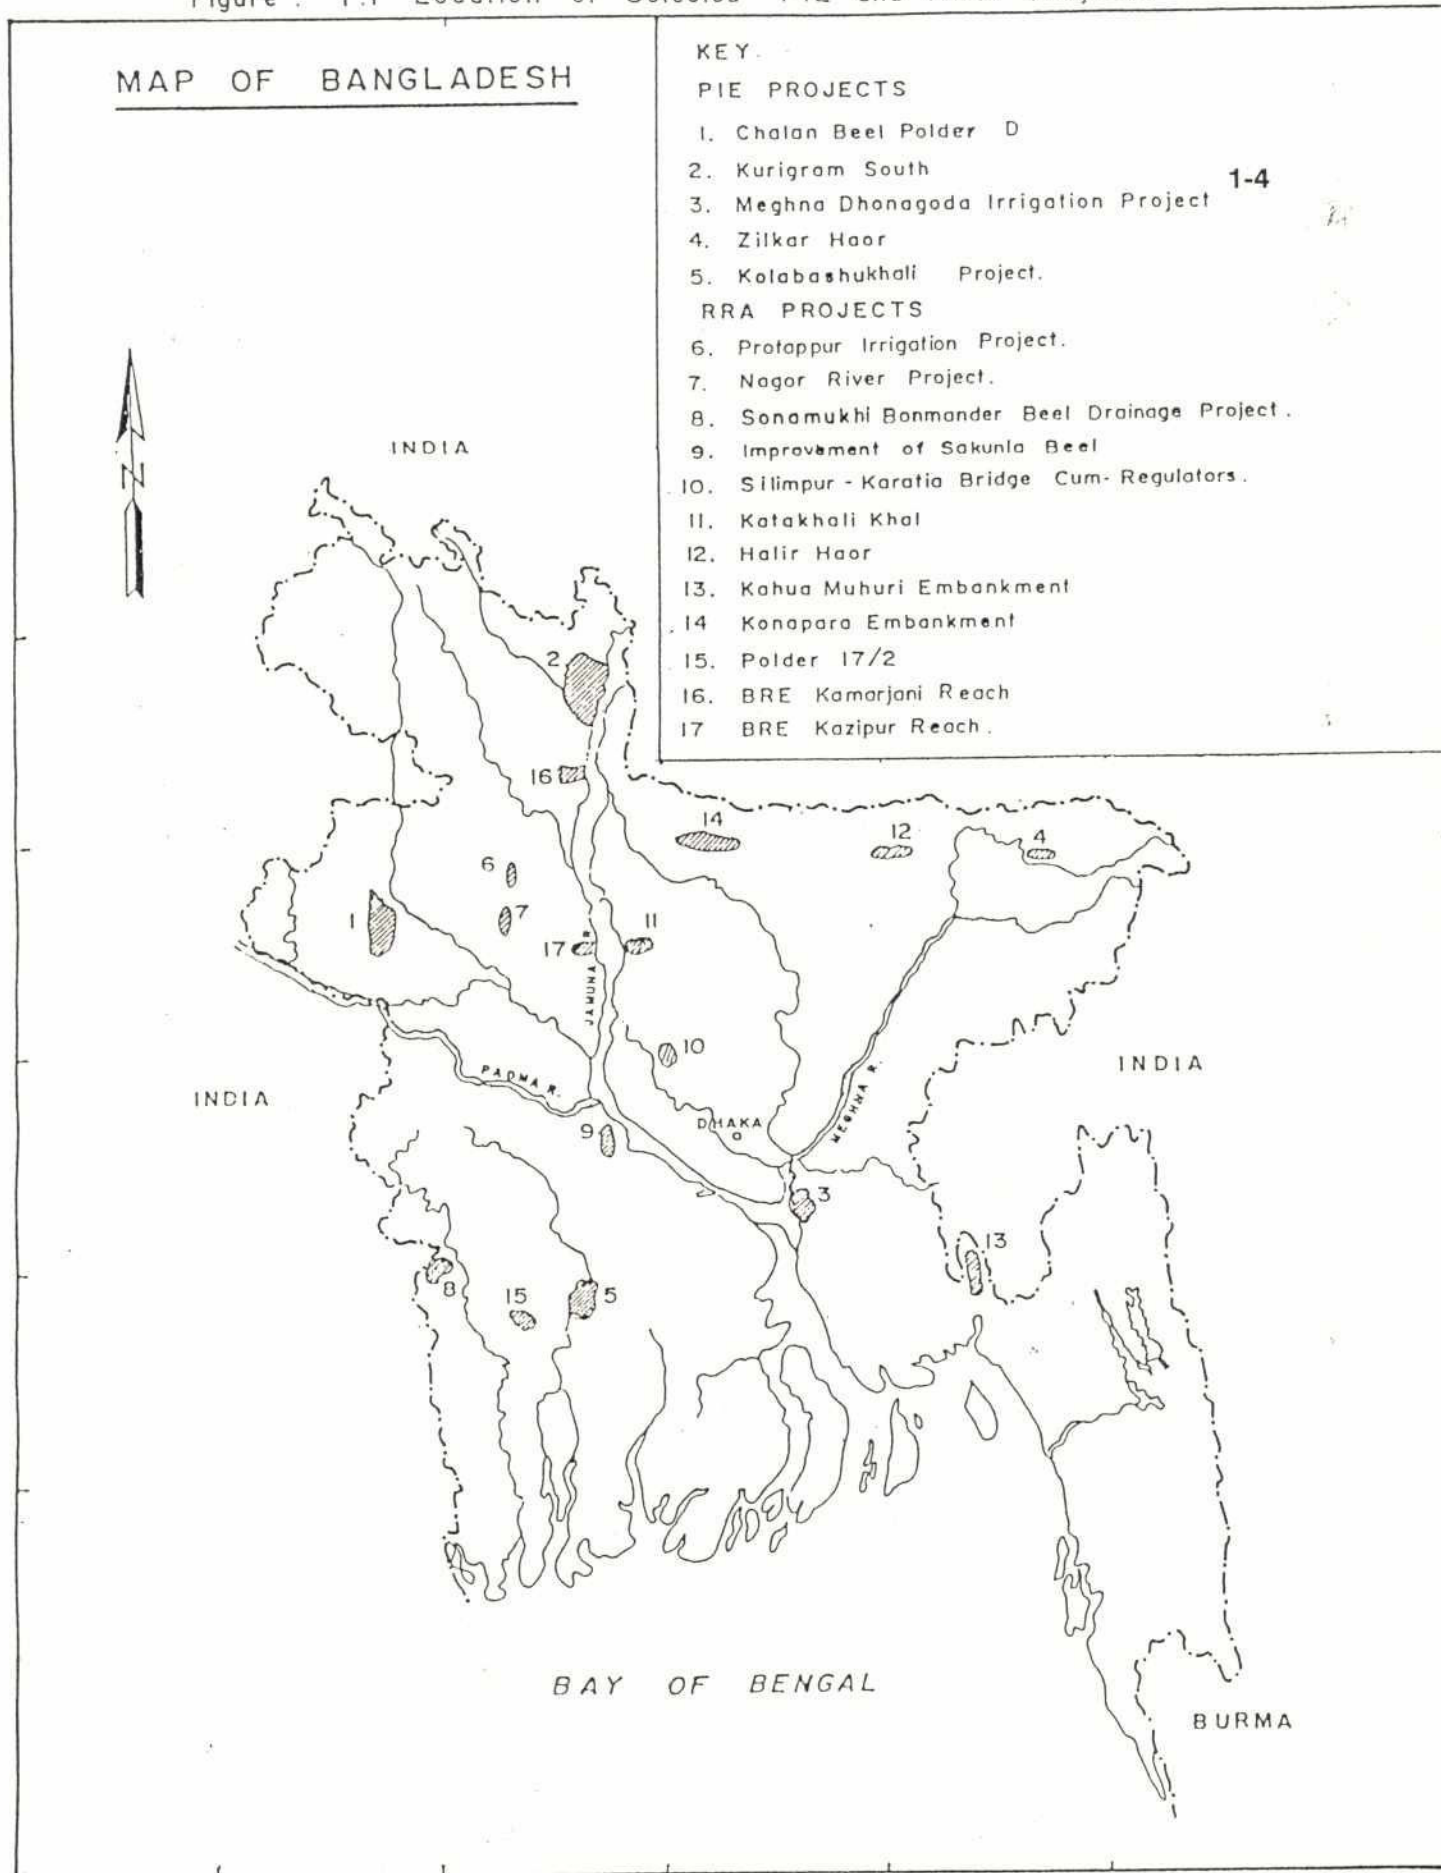 MAP OF BANGLADESH
KEY.
PIE PROJECTS
1. Chalan Beel Polder D
2. Kurigram South
1-4
3. Meghna Dhonagoda Irrigation Project
4. Zilkar Haor
5. Kolabashukhali Project.
RRA PROJECTS
6. Protappur Irrigation Project.
7. Nagor River Project.
8. Sonamukhi Bonmander Beel Drainage Project.
9. Improvement of Sakunla Beel
10. Silimpur - Karatia Bridge Cum- Regulators.
11. Katakhali Khal
12. Halir Haor
13. Kahua Muhuri Embankment
14 Konapara Embankment
15. Polder 17/2
16. BRE Kamarjani Reach
17 BRE Kazipur Reach.
N
INDIA
2
16
14
12
4
6
1
7
17
11
JAMUNA R
10
PADMA R.
INDIA
INDIA
MEGHNA R.
DHAKA
9
3
13
8
15
5
BAY OF BENGAL
BURMA